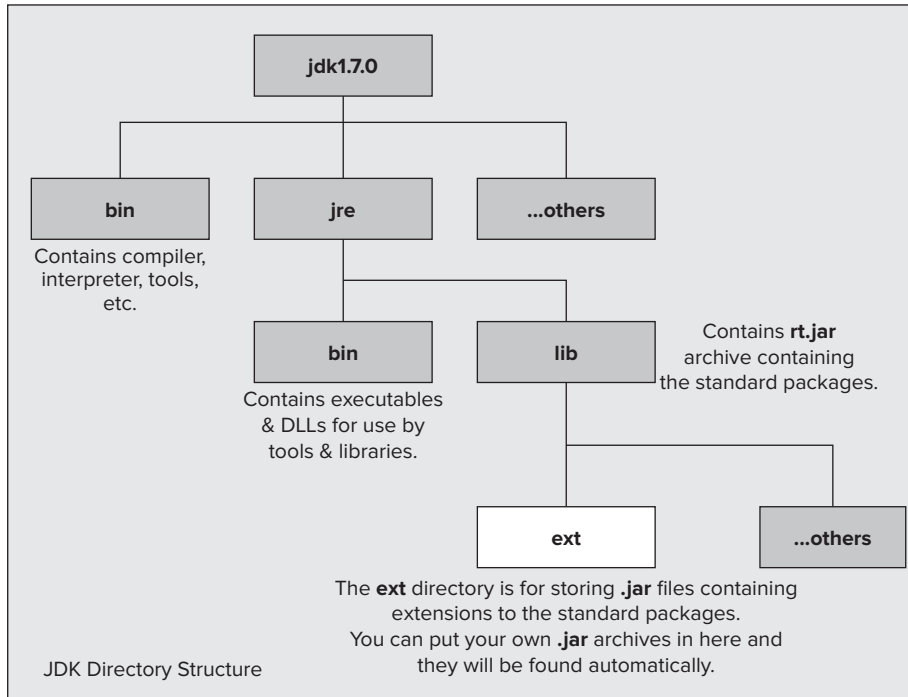 jdk1.7.0
bin
jre
...others
Contains compiler,
interpreter, tools,
etc.
bin
lib
Contains rt.jar
archive containing
the standard packages.
Contains executables
& DLLs for use by
tools & libraries.
ext
...others
The ext directory is for storing .jar files containing
extensions to the standard packages.
You can put your own .jar archives in here and
they will be found automatically.
JDK Directory Structure